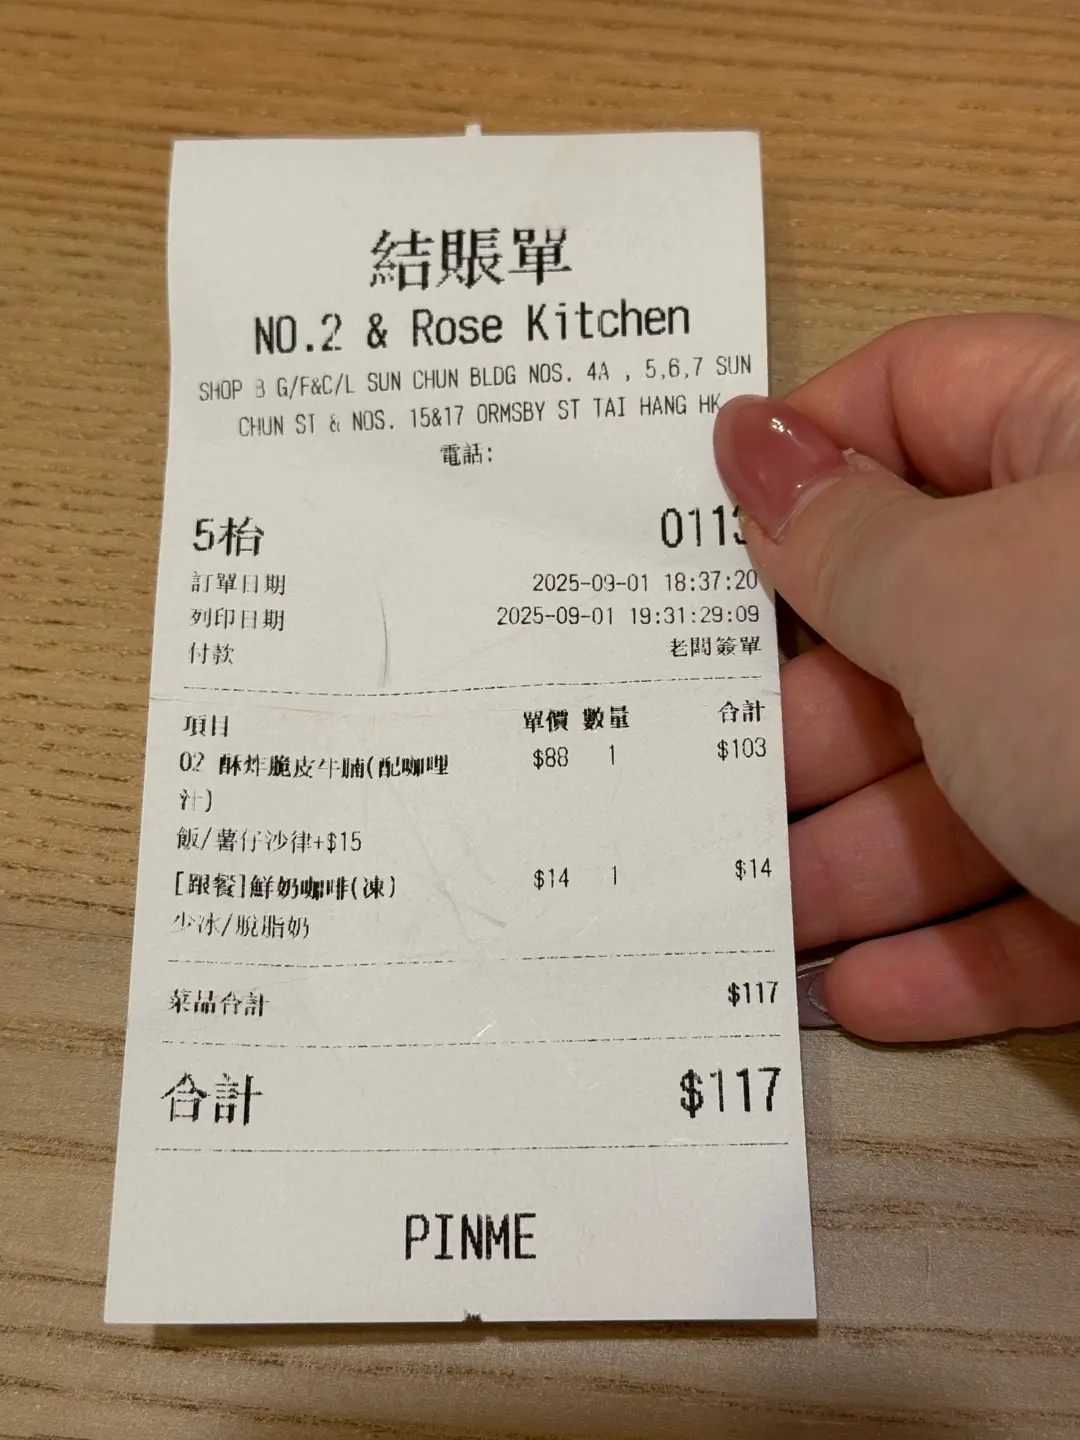 結賬單
NO.2 & Rose Kitchen
SHOP B G/F&C/L SUN CHUN BLDG NOS. 4A , 5,6,7 SUN
CHUN ST & NOS. 15&17 ORMSBY ST TAI HANG HK
電話:
5枱 0113
訂單日期 2025-09-01 18:37:20
列印日期 2025-09-01 19:31:29:09
付款 老闆簽單
項目 單價 數量 合計
02 酥炸脆皮牛腩(配咖喱 $88 1 $103
汁)
飯/薯仔沙律+$15
[跟餐]鮮奶咖啡(凍) $14 1 $14
少冰/脫脂奶
菜品合計 $117
合計 $117
PINME